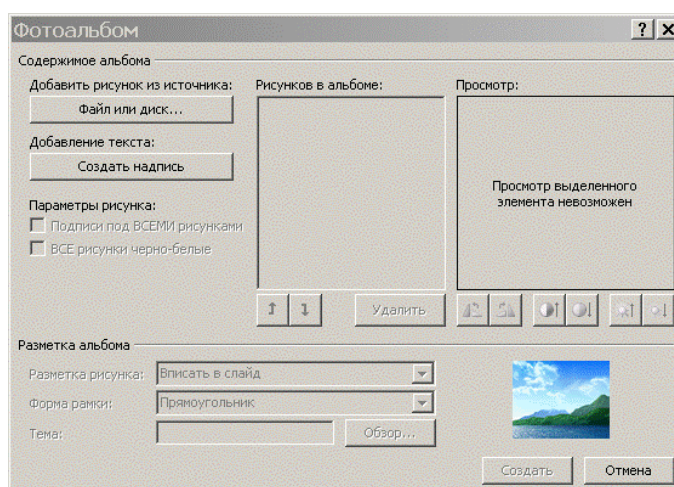 Фотоальбом
Содержимое альбома
Добавить рисунок из источника:
Файл или диск...
Добавление текста:
Создать надпись
Параметры рисунка:
Подписи под ВСЕМИ рисунками
ВСЕ рисунки черно-белые
Рисунков в альбоме:
Удалить
Просмотр:
Просмотр выделенного
элемента невозможен
Разметка альбома
Разметка рисунка: Вписать в слайд
Форма рамки: Прямоугольник
Тема: Обзор...
Создать Отмена